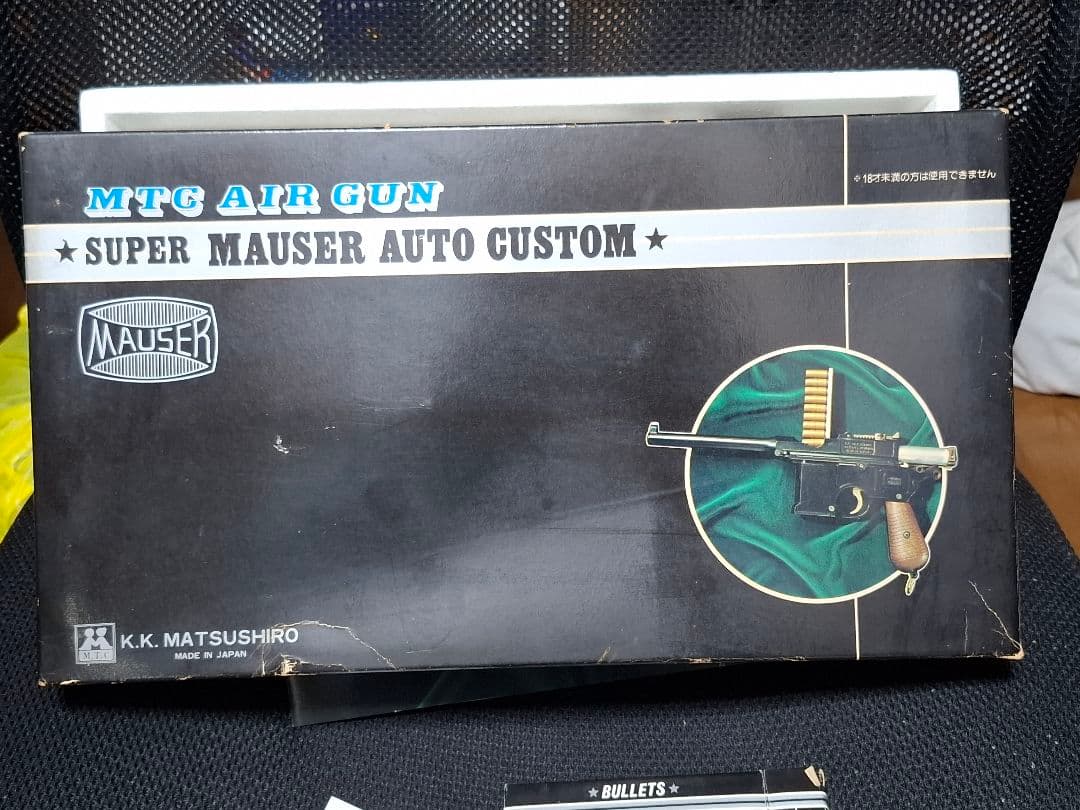 MTC AIR GUN
※18才未満の方は使用できません
★SUPER MAUSER AUTO CUSTOM★
MAUSER
MTC
K.K. MATSUSHIRO
MADE IN JAPAN
★BULLETS★